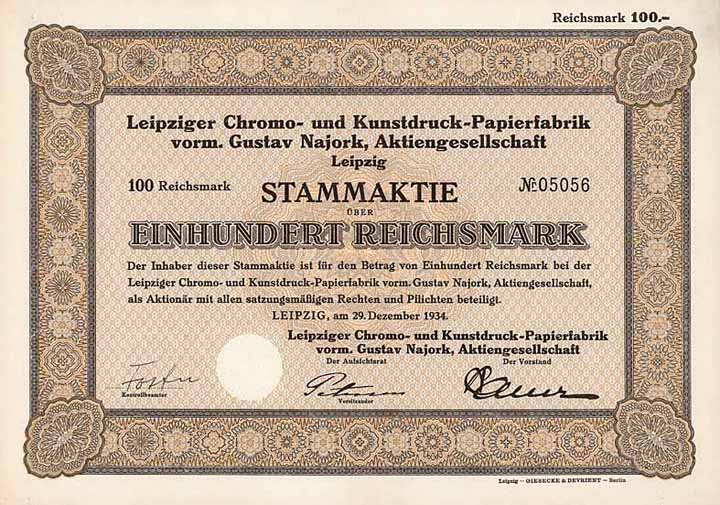 Reichsmark 100.–
Leipziger Chromo- und Kunstdruck-Papierfabrik
vorm. Gustav Najork, Aktiengesellschaft
Leipzig
100 Reichsmark STAMMAKTIE № 05056
ÜBER
EINHUNDERT REICHSMARK
Der Inhaber dieser Stammaktie ist für den Betrag von Einhundert Reichsmark bei der
Leipziger Chromo- und Kunstdruck-Papierfabrik vorm. Gustav Najork, Aktiengesellschaft,
als Aktionär mit allen satzungsmäßigen Rechten und Pflichten beteiligt.
LEIPZIG, am 29. Dezember 1934.
Leipziger Chromo- und Kunstdruck-Papierfabrik
vorm. Gustav Najork, Aktiengesellschaft
Der Aufsichtsrat Der Vorstand
Kontrollbeamter
Vorsitzender
Leipzig – GIESECKE & DEVRIENT – Berlin